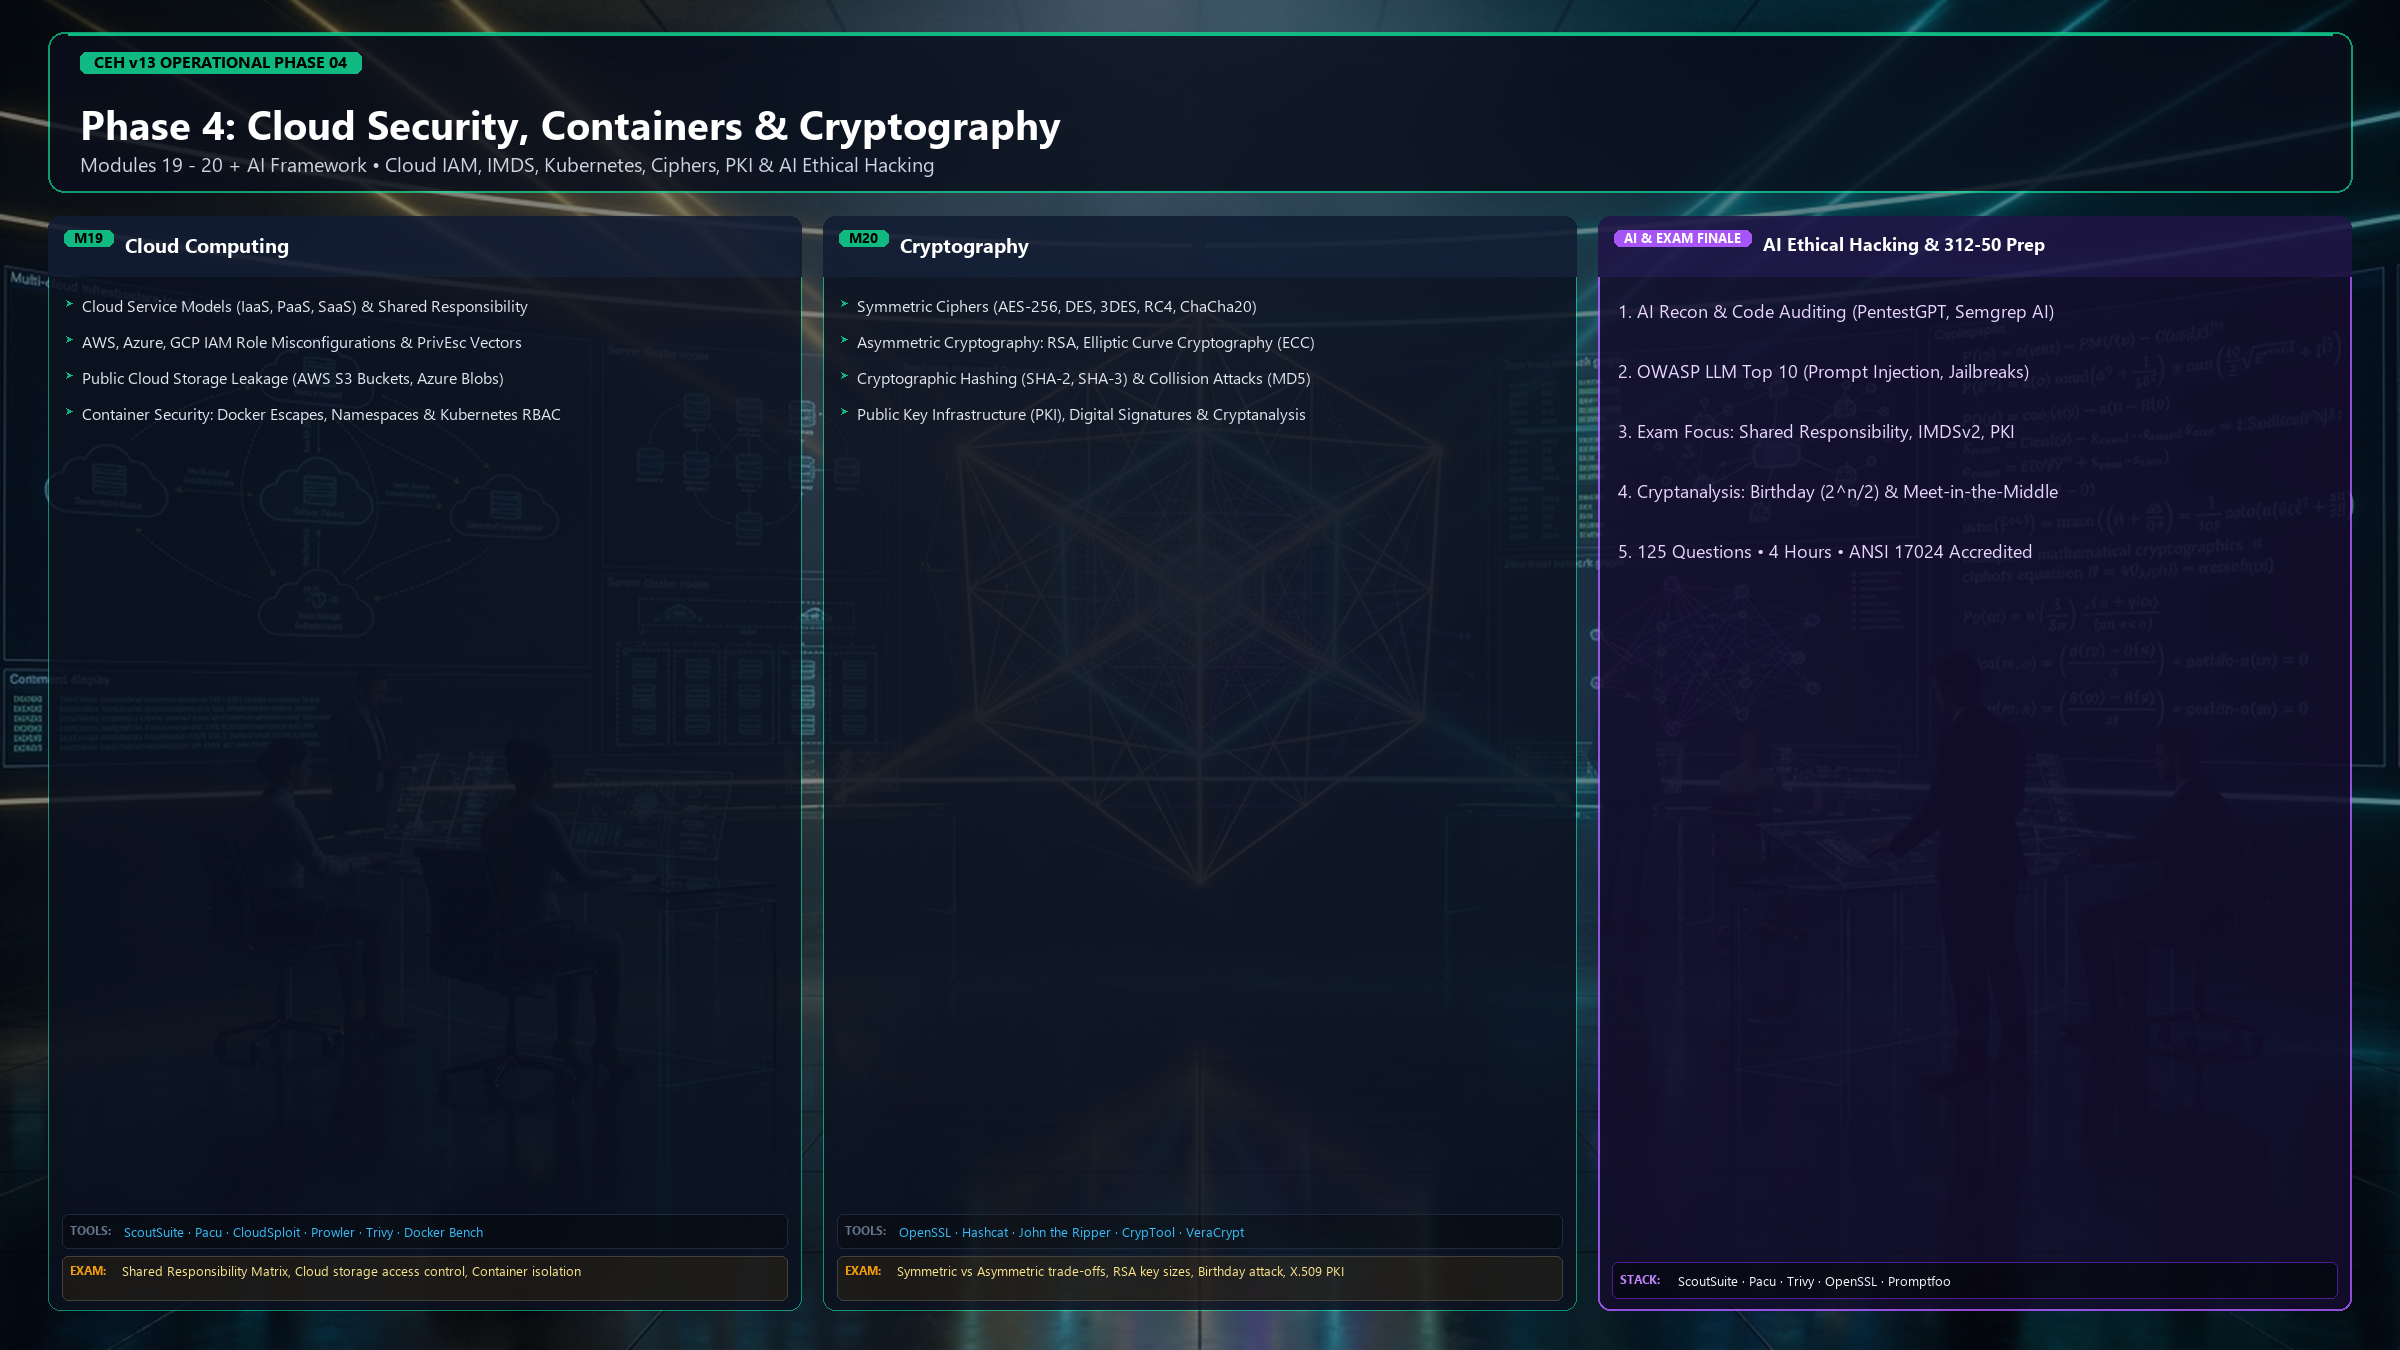 CEH v13 OPERATIONAL PHASE 04
Phase 4: Cloud Security, Containers & Cryptography
Modules 19 - 20 + AI Framework • Cloud IAM, IMDS, Kubernetes, Ciphers, PKI & AI Ethical Hacking
M19 Cloud Computing
➤ Cloud Service Models (IaaS, PaaS, SaaS) & Shared Responsibility
➤ AWS, Azure, GCP IAM Role Misconfigurations & PrivEsc Vectors
➤ Public Cloud Storage Leakage (AWS S3 Buckets, Azure Blobs)
➤ Container Security: Docker Escapes, Namespaces & Kubernetes RBAC
TOOLS: ScoutSuite · Pacu · CloudSploit · Prowler · Trivy · Docker Bench
EXAM: Shared Responsibility Matrix, Cloud storage access control, Container isolation
M20 Cryptography
➤ Symmetric Ciphers (AES-256, DES, 3DES, RC4, ChaCha20)
➤ Asymmetric Cryptography: RSA, Elliptic Curve Cryptography (ECC)
➤ Cryptographic Hashing (SHA-2, SHA-3) & Collision Attacks (MD5)
➤ Public Key Infrastructure (PKI), Digital Signatures & Cryptanalysis
TOOLS: OpenSSL · Hashcat · John the Ripper · CrypTool · VeraCrypt
EXAM: Symmetric vs Asymmetric trade-offs, RSA key sizes, Birthday attack, X.509 PKI
AI & EXAM FINALE AI Ethical Hacking & 312-50 Prep
1. AI Recon & Code Auditing (PentestGPT, Semgrep AI)
2. OWASP LLM Top 10 (Prompt Injection, Jailbreaks)
3. Exam Focus: Shared Responsibility, IMDSv2, PKI
4. Cryptanalysis: Birthday (2^n/2) & Meet-in-the-Middle
5. 125 Questions • 4 Hours • ANSI 17024 Accredited
STACK: ScoutSuite · Pacu · Trivy · OpenSSL · Promptfoo